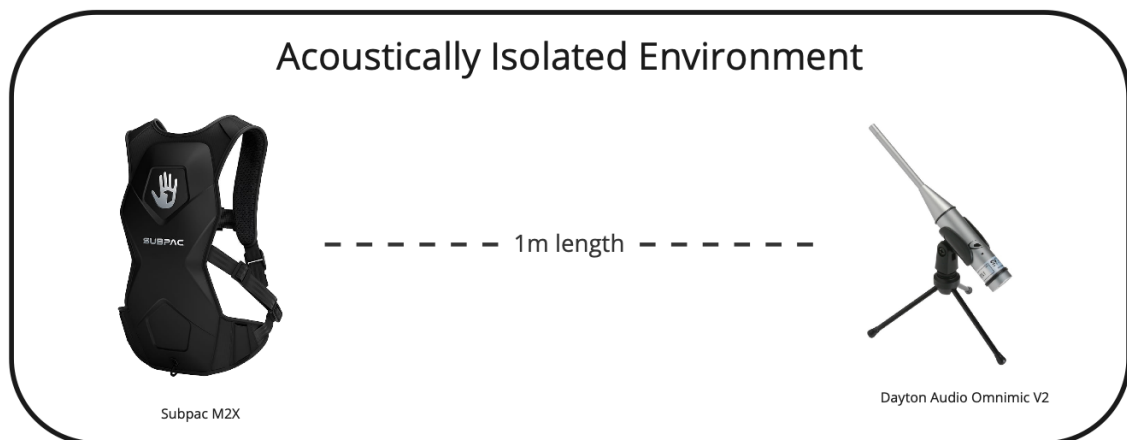 Acoustically Isolated Environment
SUBPAC
1m length
Subpac M2X
Dayton Audio Omnimic V2